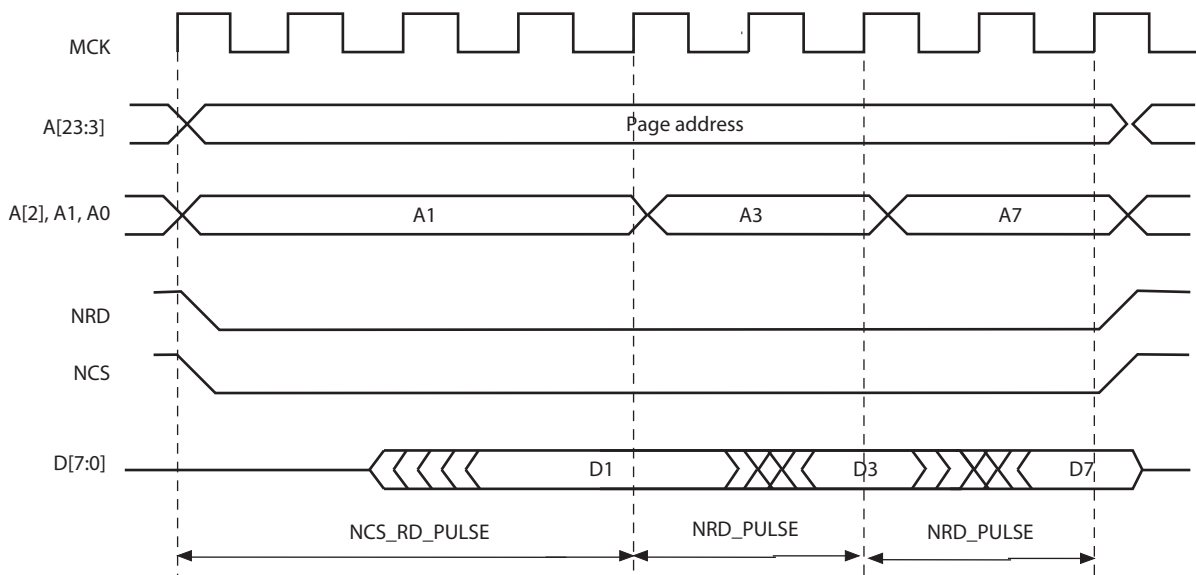 MCK
A[23:3]
Page address
A[2], A1, A0
A1
A3
A7
NRD
NCS
D[7:0]
D1
D3
D7
NCS_RD_PULSE
NRD_PULSE
NRD_PULSE